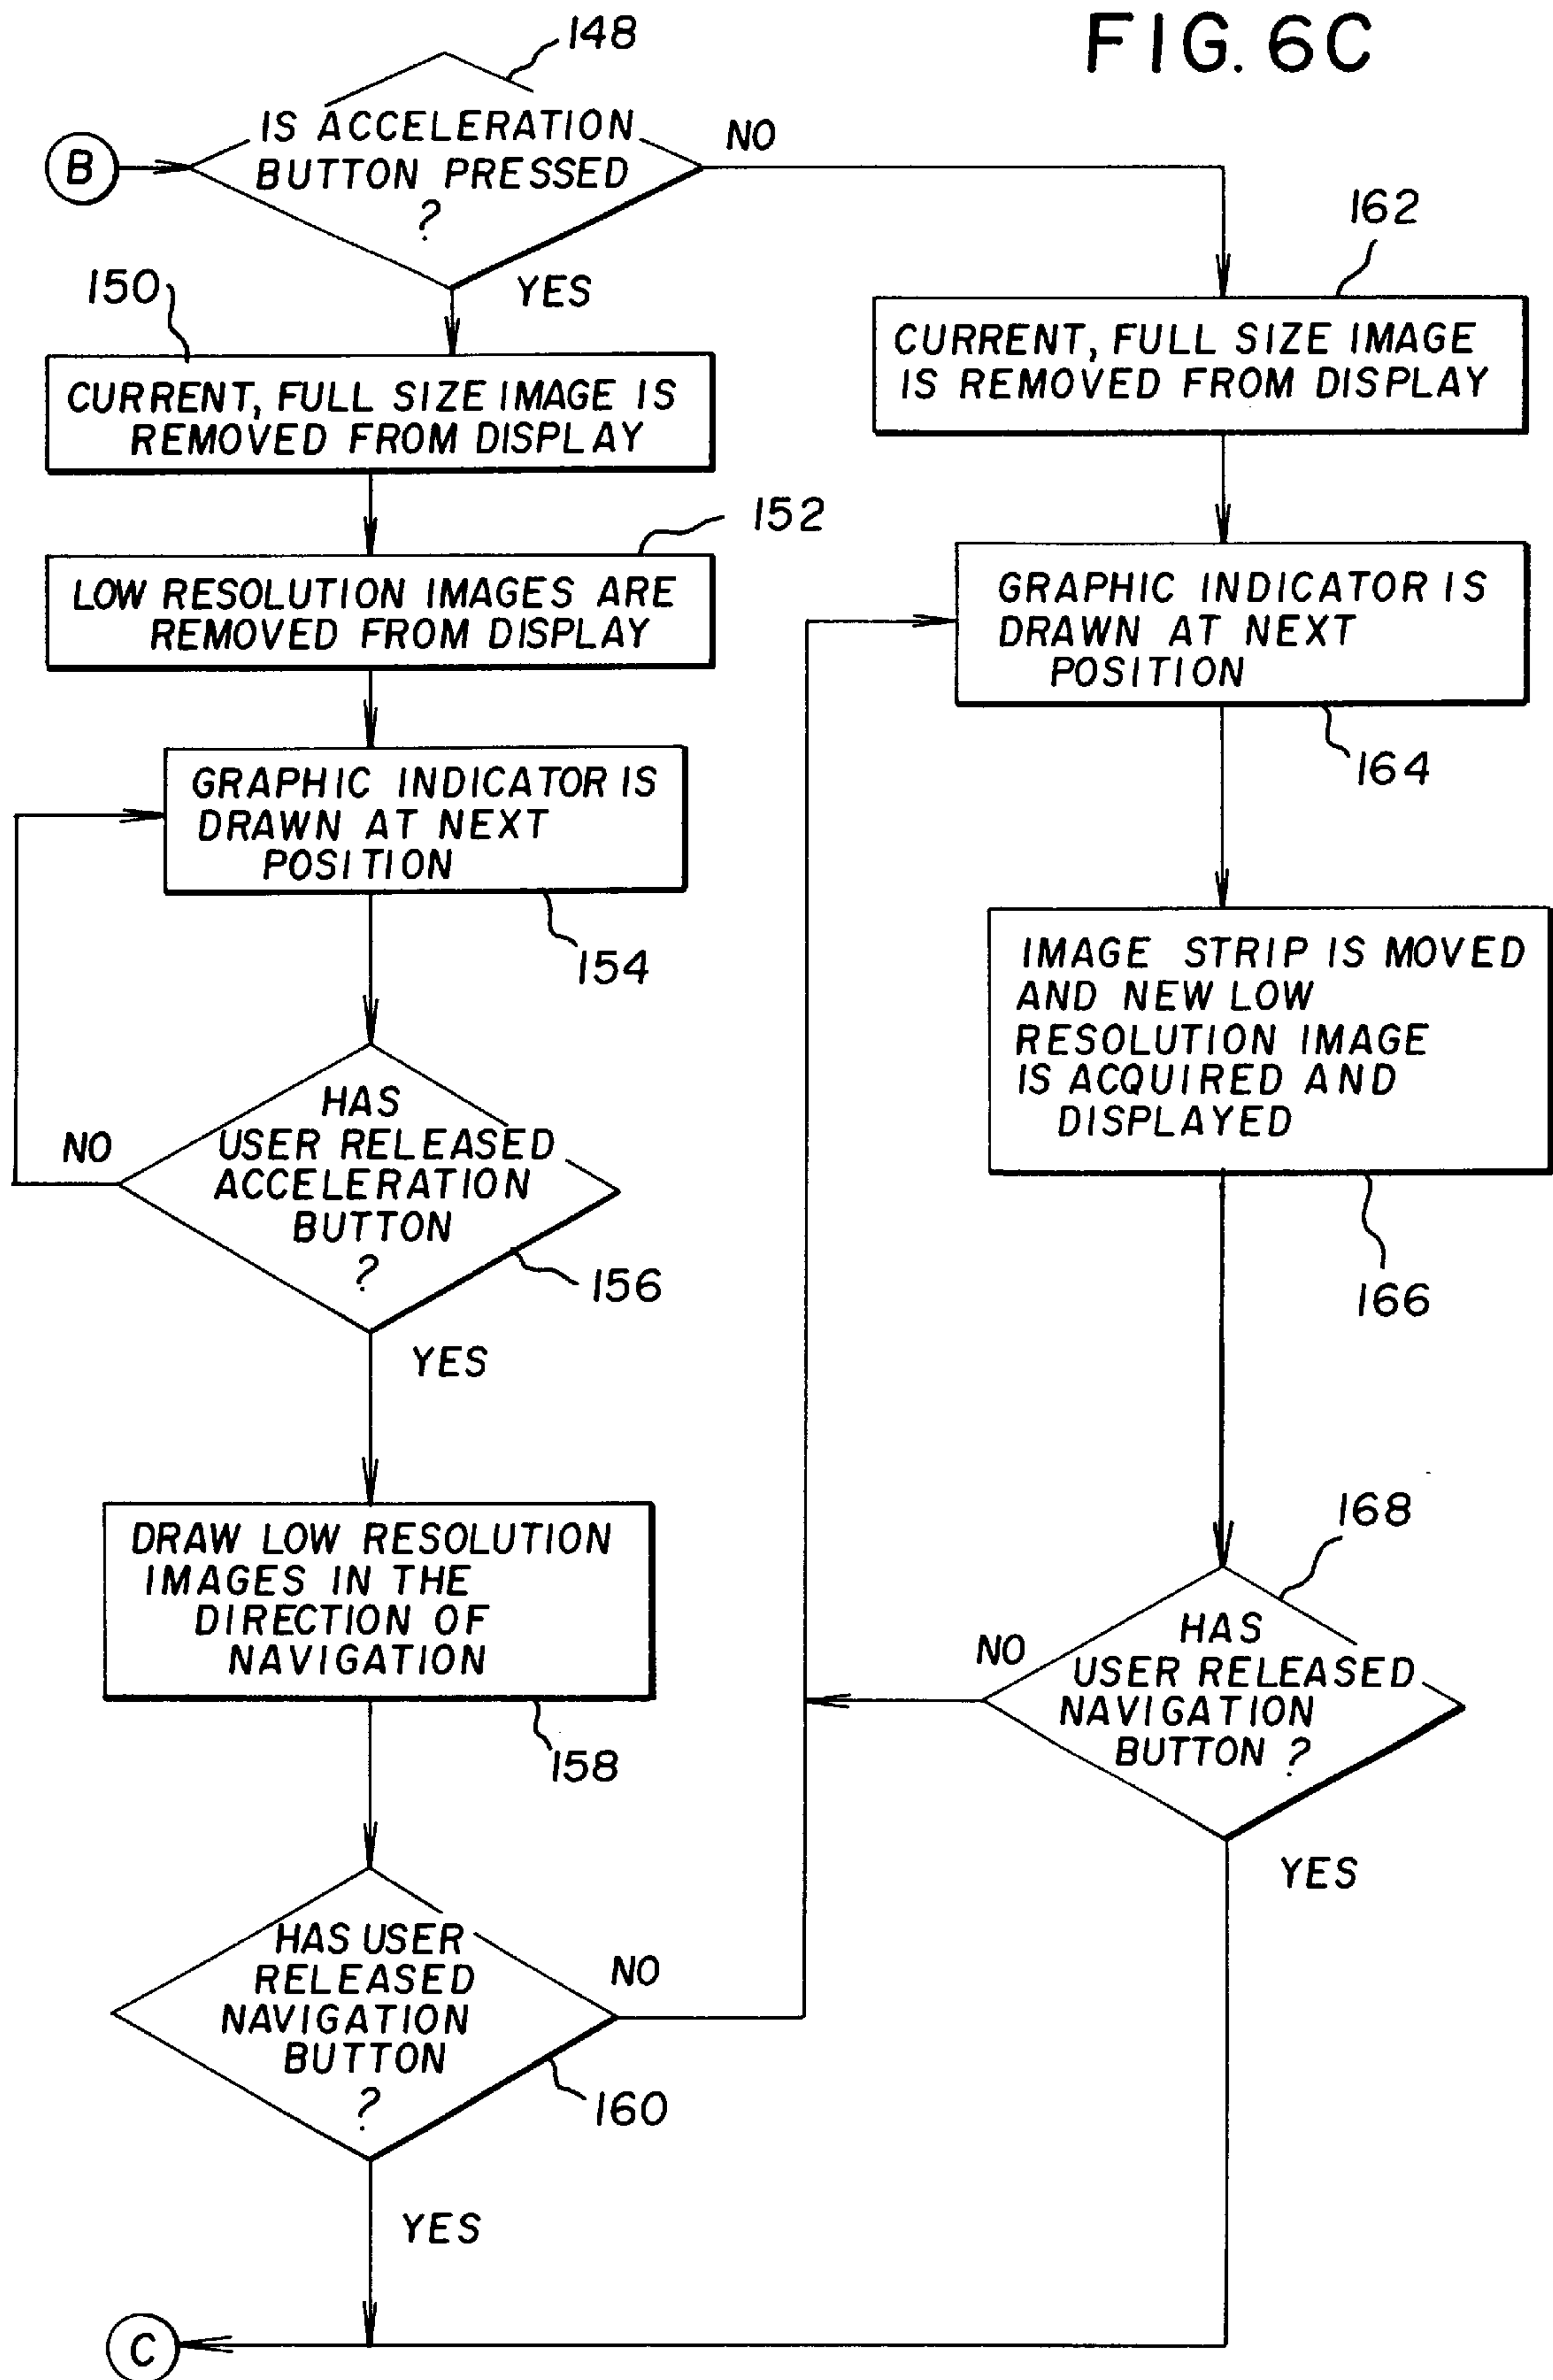 FIG. 6C
148
B
IS ACCELERATION
BUTTON PRESSED
?
NO
YES
150
CURRENT, FULL SIZE IMAGE IS
REMOVED FROM DISPLAY
152
LOW RESOLUTION IMAGES ARE
REMOVED FROM DISPLAY
GRAPHIC INDICATOR IS
DRAWN AT NEXT
POSITION
154
HAS
USER RELEASED
ACCELERATION
BUTTON
?
NO
156
YES
DRAW LOW RESOLUTION
IMAGES IN THE
DIRECTION OF
NAVIGATION
158
HAS USER
RELEASED
NAVIGATION
BUTTON
?
NO
160
YES
162
CURRENT, FULL SIZE IMAGE
IS REMOVED FROM DISPLAY
GRAPHIC INDICATOR IS
DRAWN AT NEXT
POSITION
164
IMAGE STRIP IS MOVED
AND NEW LOW
RESOLUTION IMAGE
IS ACQUIRED AND
DISPLAYED
166
168
HAS
USER RELEASED
NAVIGATION
BUTTON ?
NO
YES
C